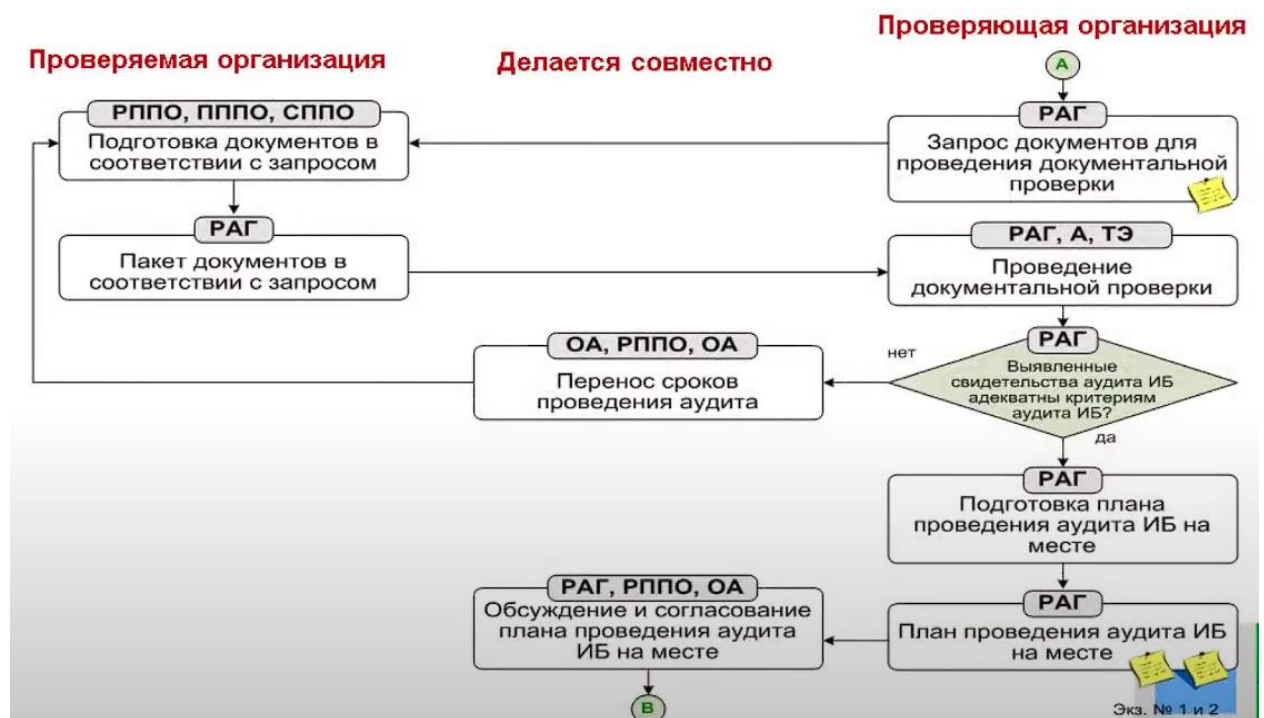 Проверяемая организация
Делается совместно
Проверяющая организация
А
РППО, ПППО, СППО
Подготовка документов в
соответствии с запросом
РАГ
Запрос документов для
проведения документальной
проверки
РАГ
Пакет документов в
соответствии с запросом
РАГ, А, ТЭ
Проведение
документальной проверки
ОА, РППО, ОА
Перенос сроков
проведения аудита
нет
РАГ
Выявленные
свидетельства аудита ИБ
адекватны критериям
аудита ИБ?
да
РАГ
Подготовка плана
проведения аудита ИБ на
месте
РАГ, РППО, ОА
Обсуждение и согласование
плана проведения аудита
ИБ на месте
РАГ
План проведения аудита ИБ
на месте
В
Экз. № 1 и 2